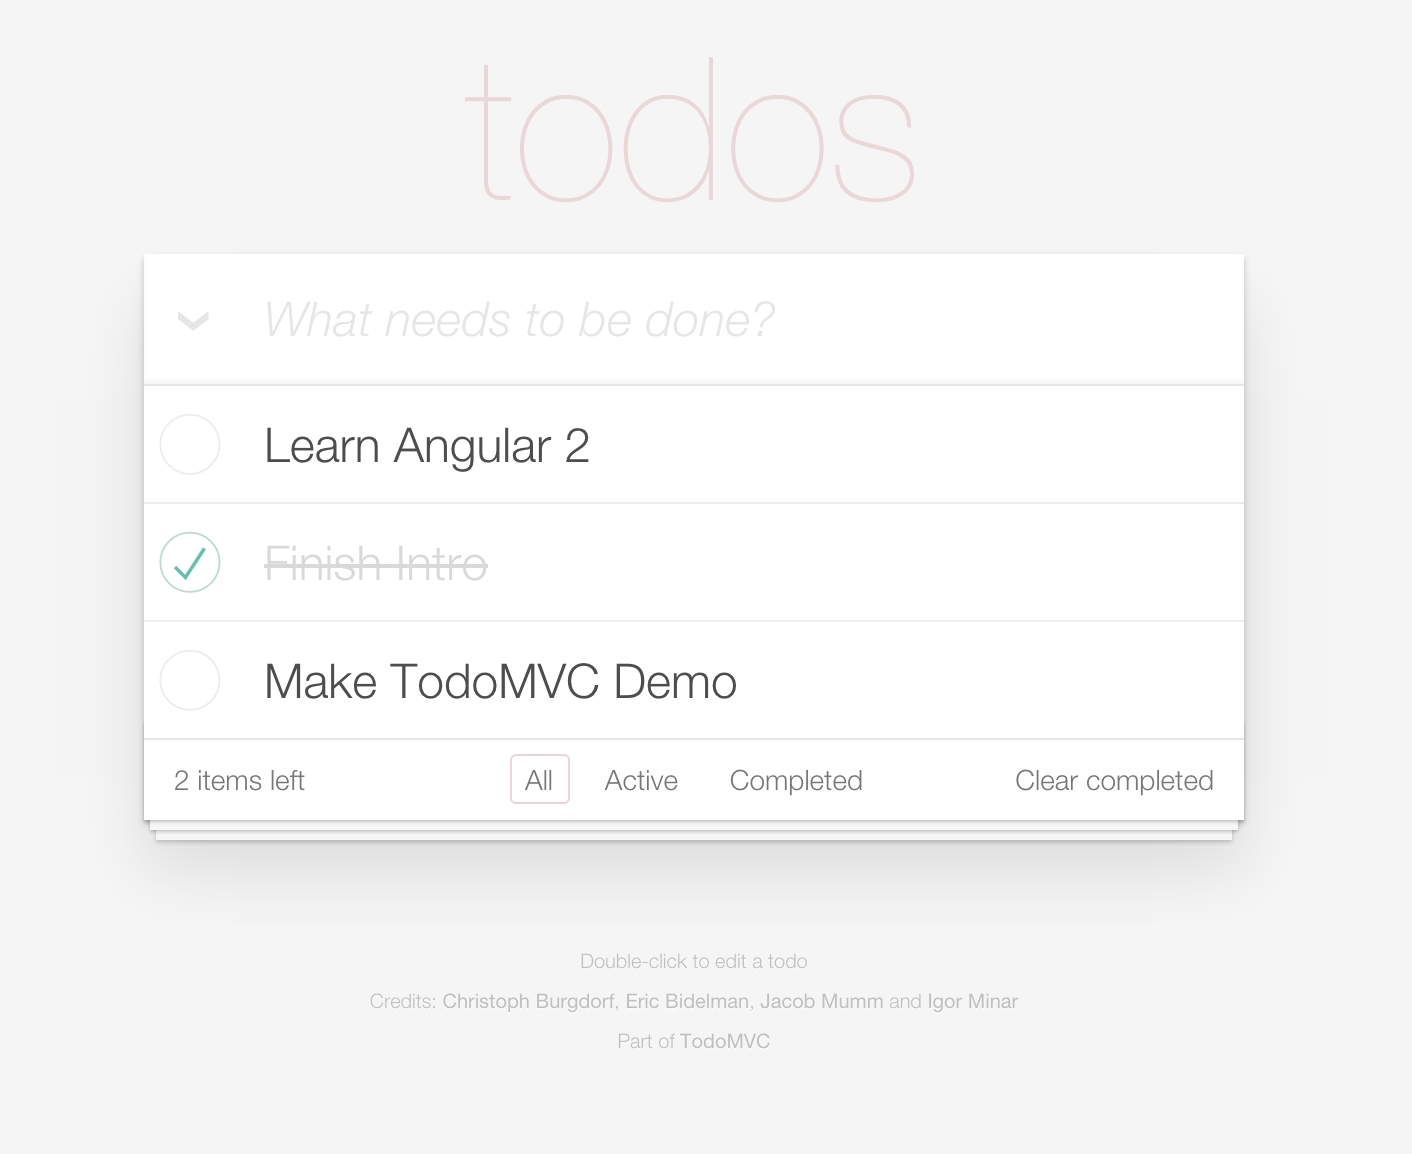 todos
What needs to be done?
Learn Angular 2
Finish Intro
Make TodoMVC Demo
2 items left All Active Completed Clear completed
Double-click to edit a todo
Credits: Christoph Burgdorf, Eric Bidelman, Jacob Mumm and Igor Minar
Part of TodoMVC